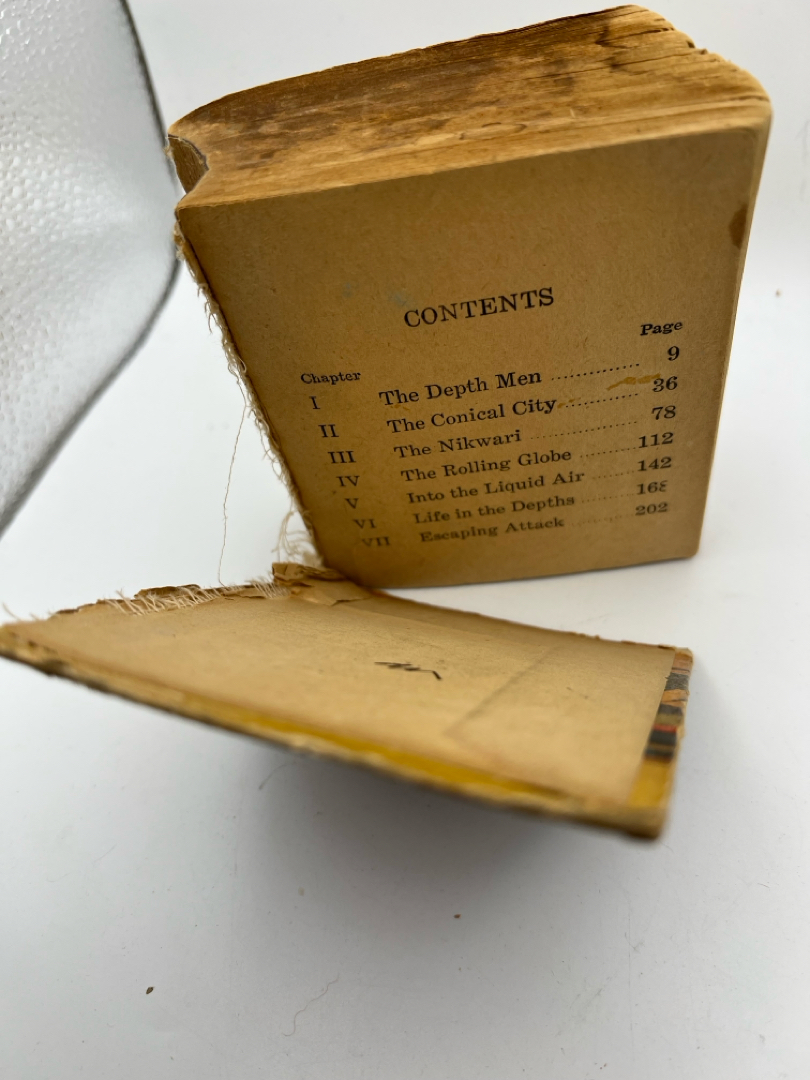 CONTENTS
Chapter Page
I The Depth Men .............. 9
II The Conical City ............ 36
III The Nikwari ................. 78
IV The Rolling Globe .......... 112
V Into the Liquid Air ........ 142
VI Life in the Depths ......... 168
VII Escaping Attack ............ 202